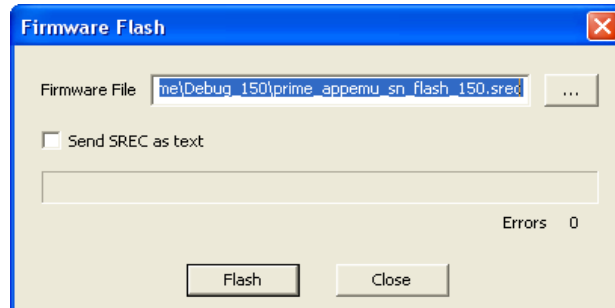 Firmware Flash
Firmware File me\Debug_150\prime_appemu_sn_flash_150.srec ...
Send SREC as text
Errors 0
Flash Close